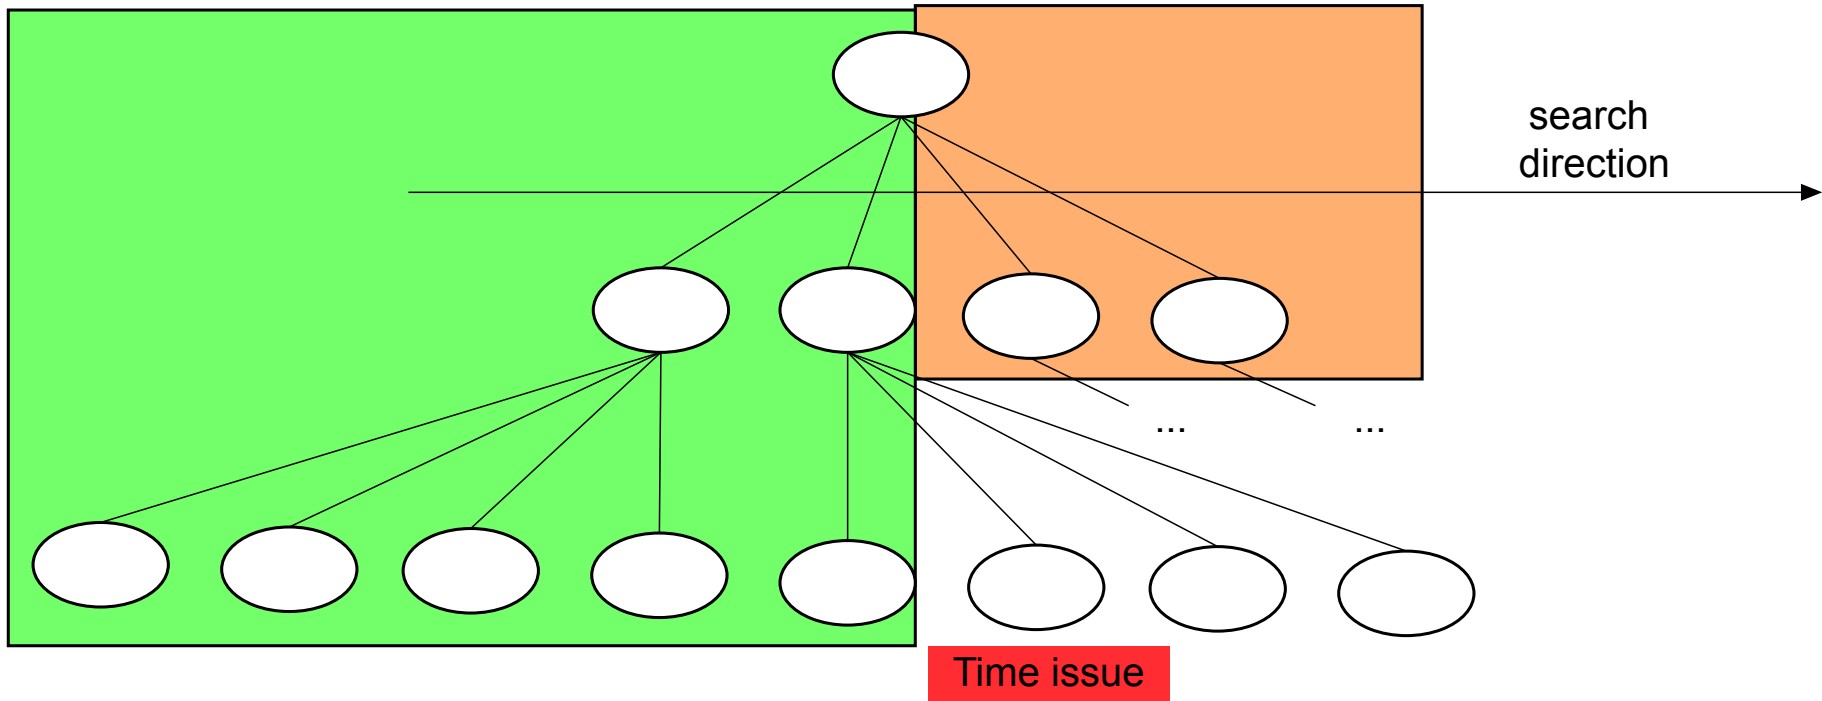 search
direction
...
...
Time issue